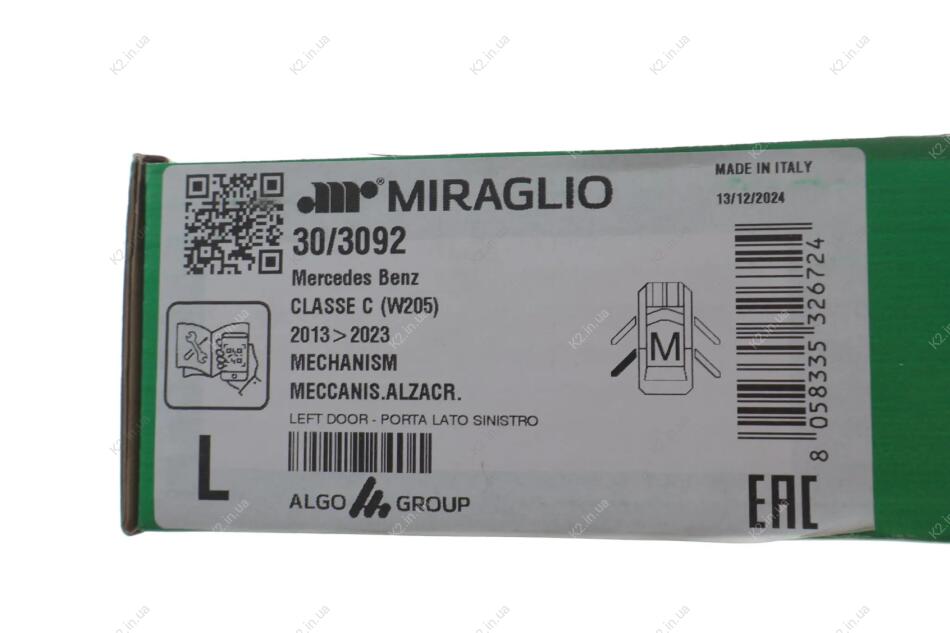 MIRAGLIO
30/3092
Mercedes Benz
CLASSE C (W205)
2013>2023
MECHANISM
MECCANIS.ALZACR.
LEFT DOOR - PORTA LATO SINISTRO
L
ALGO GROUP
MADE IN ITALY
13/12/2024
M
8 058335 326724
EAC
K2.in.ua